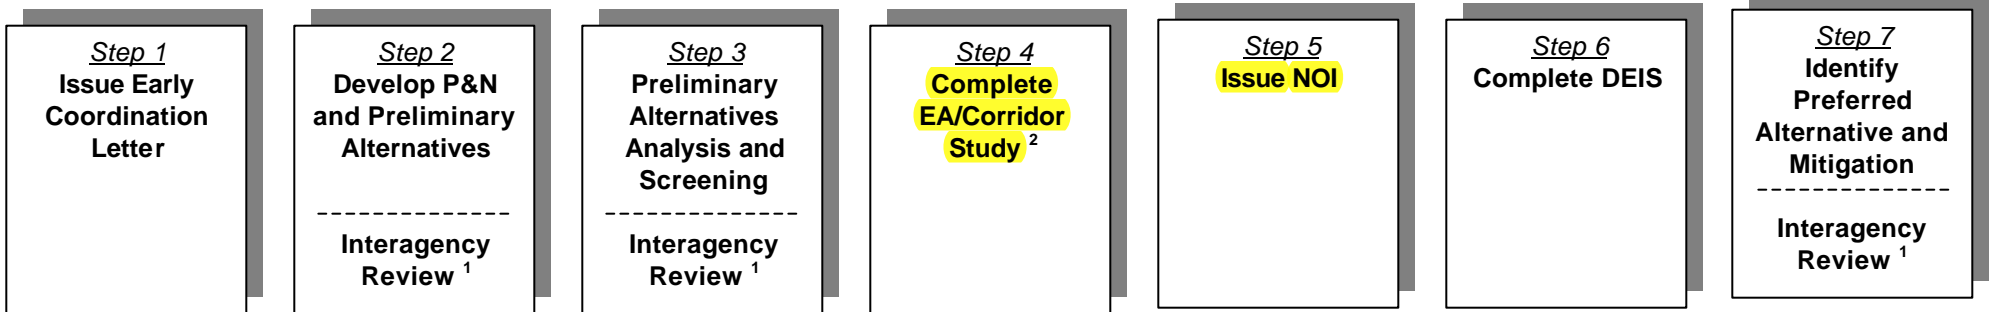 Step 1
Issue Early
Coordination
Letter
Step 2
Develop P&N
and Preliminary
Alternatives
Interagency
Review 1
Step 3
Preliminary
Alternatives
Analysis and
Screening
Interagency
Review 1
Step 4
Complete
EA/Corridor
Study 2
Step 5
Issue NOI
Step 6
Complete DEIS
Step 7
Identify
Preferred
Alternative and
Mitigation
Interagency
Review 1